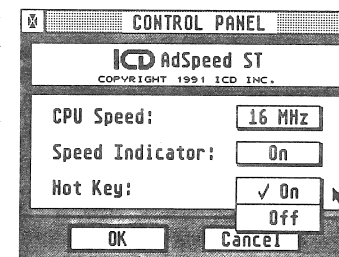 CONTROL PANEL
ICD AdSpeed ST
COPYRIGHT 1991 ICD INC.
CPU Speed: 16 MHz
Speed Indicator: On
Hot Key: ✓ On
Off
OK Cancel